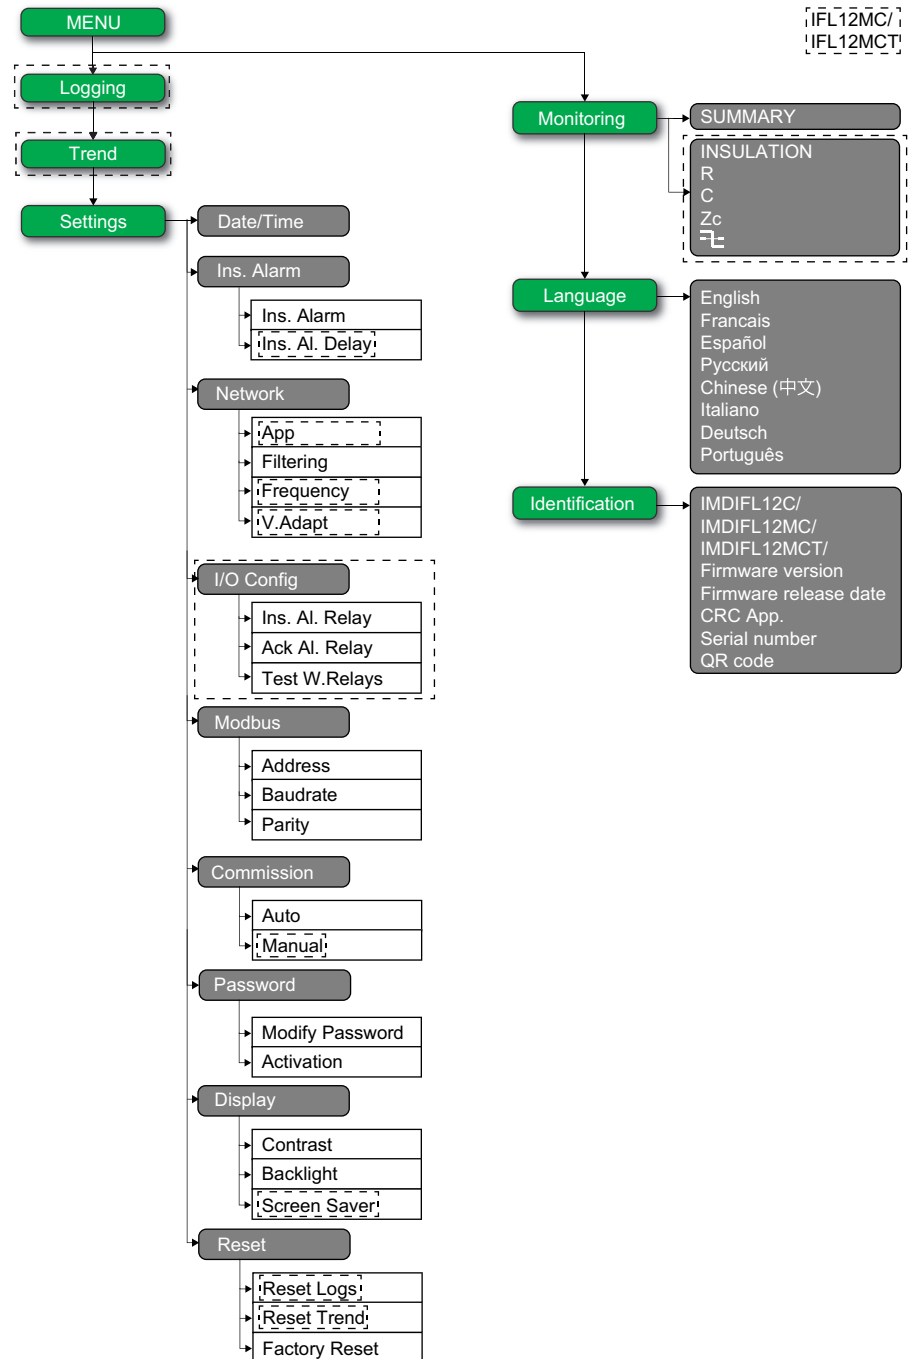 MENU
IFL12MC/
IFL12MCT
Logging
Trend
Settings
Date/Time
Ins. Alarm
Ins. Alarm
Ins. Al. Delay
Network
App
Filtering
Frequency
V.Adapt
I/O Config
Ins. Al. Relay
Ack Al. Relay
Test W.Relays
Modbus
Address
Baudrate
Parity
Commission
Auto
Manual
Password
Modify Password
Activation
Display
Contrast
Backlight
Screen Saver
Reset
Reset Logs
Reset Trend
Factory Reset
Monitoring
SUMMARY
INSULATION
R
C
Zc
Language
English
Francais
Español
Русский
Chinese (中文)
Italiano
Deutsch
Português
Identification
IMDIFL12C/
IMDIFL12MC/
IMDIFL12MCT/
Firmware version
Firmware release date
CRC App.
Serial number
QR code